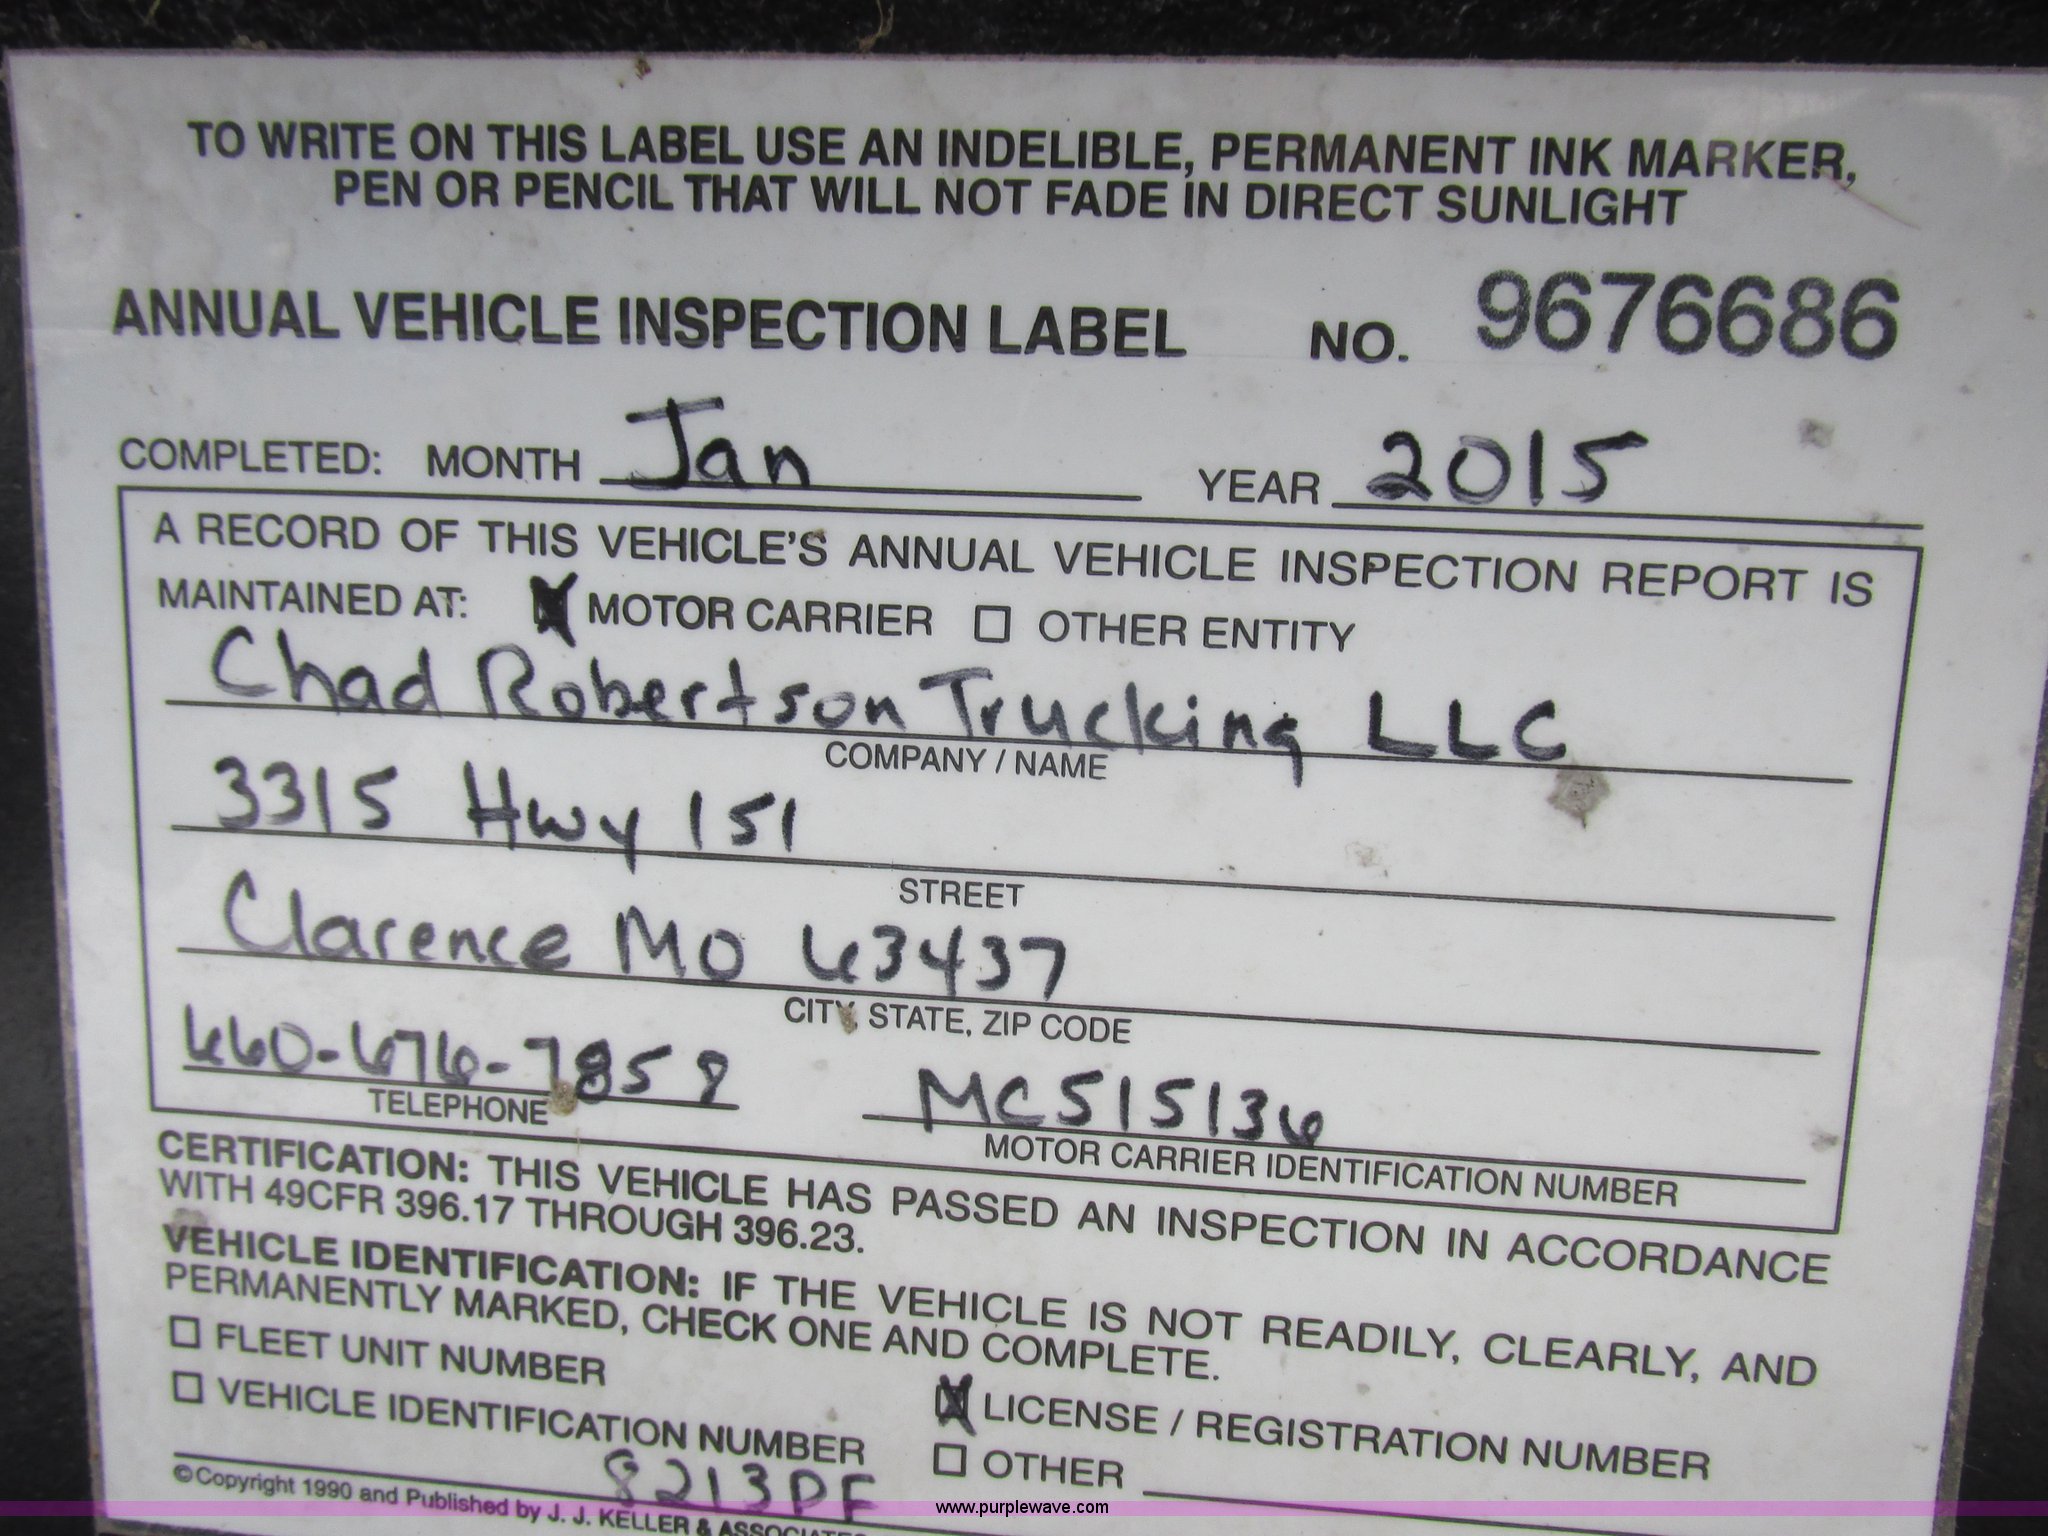 TO WRITE ON THIS LABEL USE AN INDELIBLE, PERMANENT INK MARKER,
PEN OR PENCIL THAT WILL NOT FADE IN DIRECT SUNLIGHT
ANNUAL VEHICLE INSPECTION LABEL NO. 9676686
COMPLETED: MONTH Jan YEAR 2015
A RECORD OF THIS VEHICLE'S ANNUAL VEHICLE INSPECTION REPORT IS
MAINTAINED AT: MOTOR CARRIER OTHER ENTITY
Chad Robertson Trucking LLC
COMPANY / NAME
3315 Hwy 151
STREET
Clarence MO 63437
CITY, STATE, ZIP CODE
660-676-7858 MC515136
TELEPHONE MOTOR CARRIER IDENTIFICATION NUMBER
CERTIFICATION: THIS VEHICLE HAS PASSED AN INSPECTION IN ACCORDANCE
WITH 49CFR 396.17 THROUGH 396.23.
VEHICLE IDENTIFICATION: IF THE VEHICLE IS NOT READILY, CLEARLY, AND
PERMANENTLY MARKED, CHECK ONE AND COMPLETE.
FLEET UNIT NUMBER LICENSE / REGISTRATION NUMBER
VEHICLE IDENTIFICATION NUMBER OTHER
8213PF
©Copyright 1990 and Published by J. J. KELLER & ASSOCIATES
www.purplewave.com